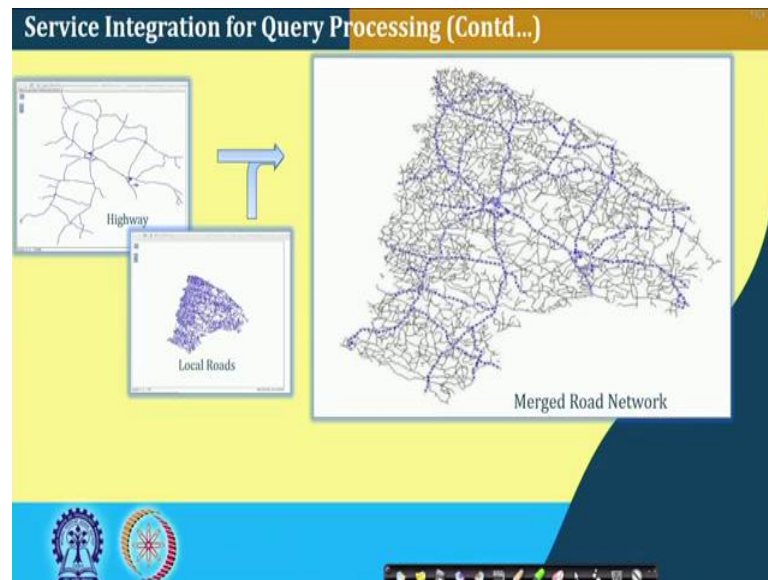 Service Integration for Query Processing (Contd...)
Highway
Local Roads
Merged Road Network